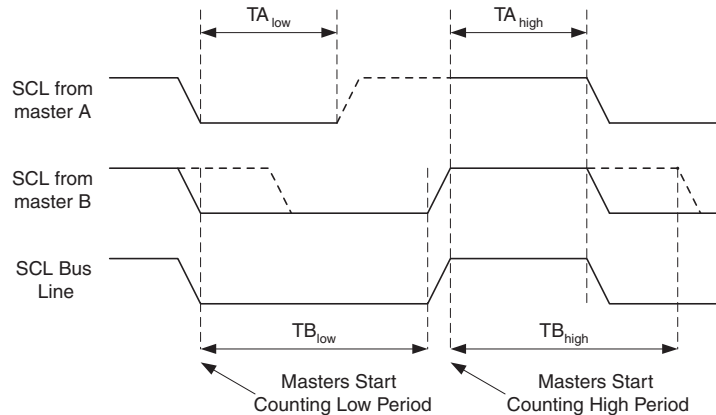 TA low
TA high
SCL from
master A
SCL from
master B
SCL Bus
Line
TB low
TB high
Masters Start
Counting Low Period
Masters Start
Counting High Period